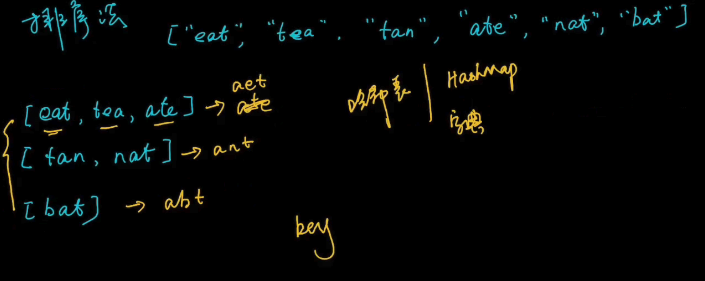 排序法 ["eat", "tea", "tan", "ate", "nat", "bat"]
[eat, tea, ate] → aet
[tan, nat] → ant
[bat] → abt
哈希表 | Hashmap
字典
key